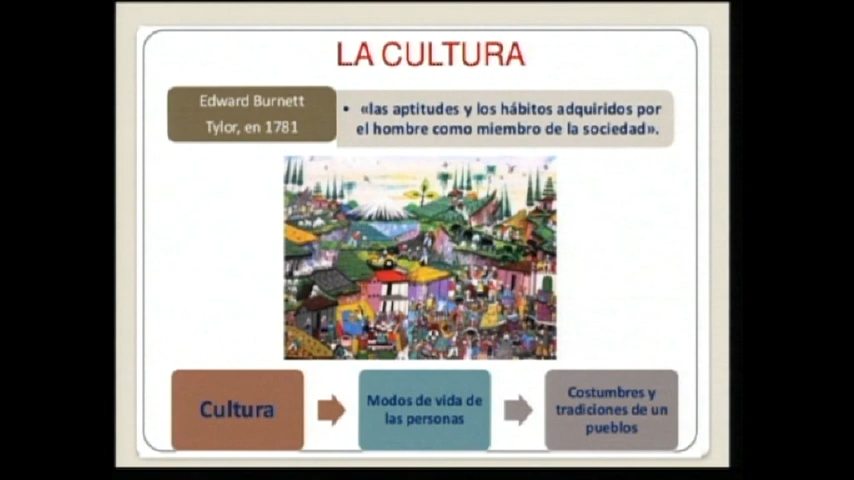 LA CULTURA
Edward Burnett
Tylor, en 1781
• «las aptitudes y los hábitos adquiridos por
el hombre como miembro de la sociedad».
Cultura
Modos de vida de
las personas
Costumbres y
tradiciones de un
pueblos